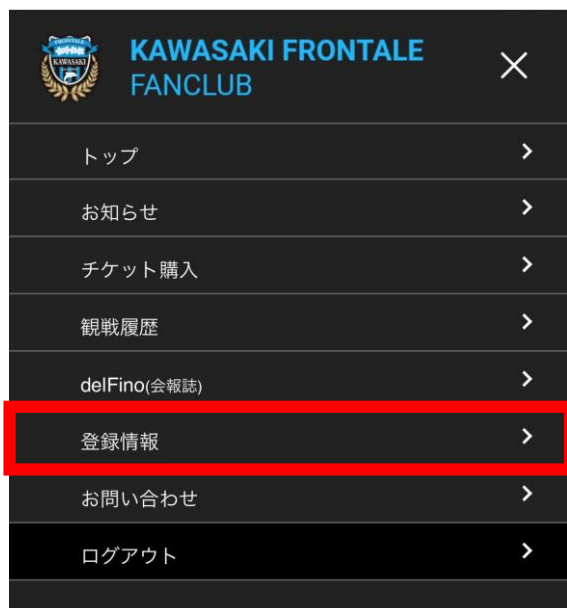 KAWASAKI FRONTALE
FANCLUB
トップ
お知らせ
チケット購入
観戦履歴
delFino(会報誌)
登録情報
お問い合わせ
ログアウト